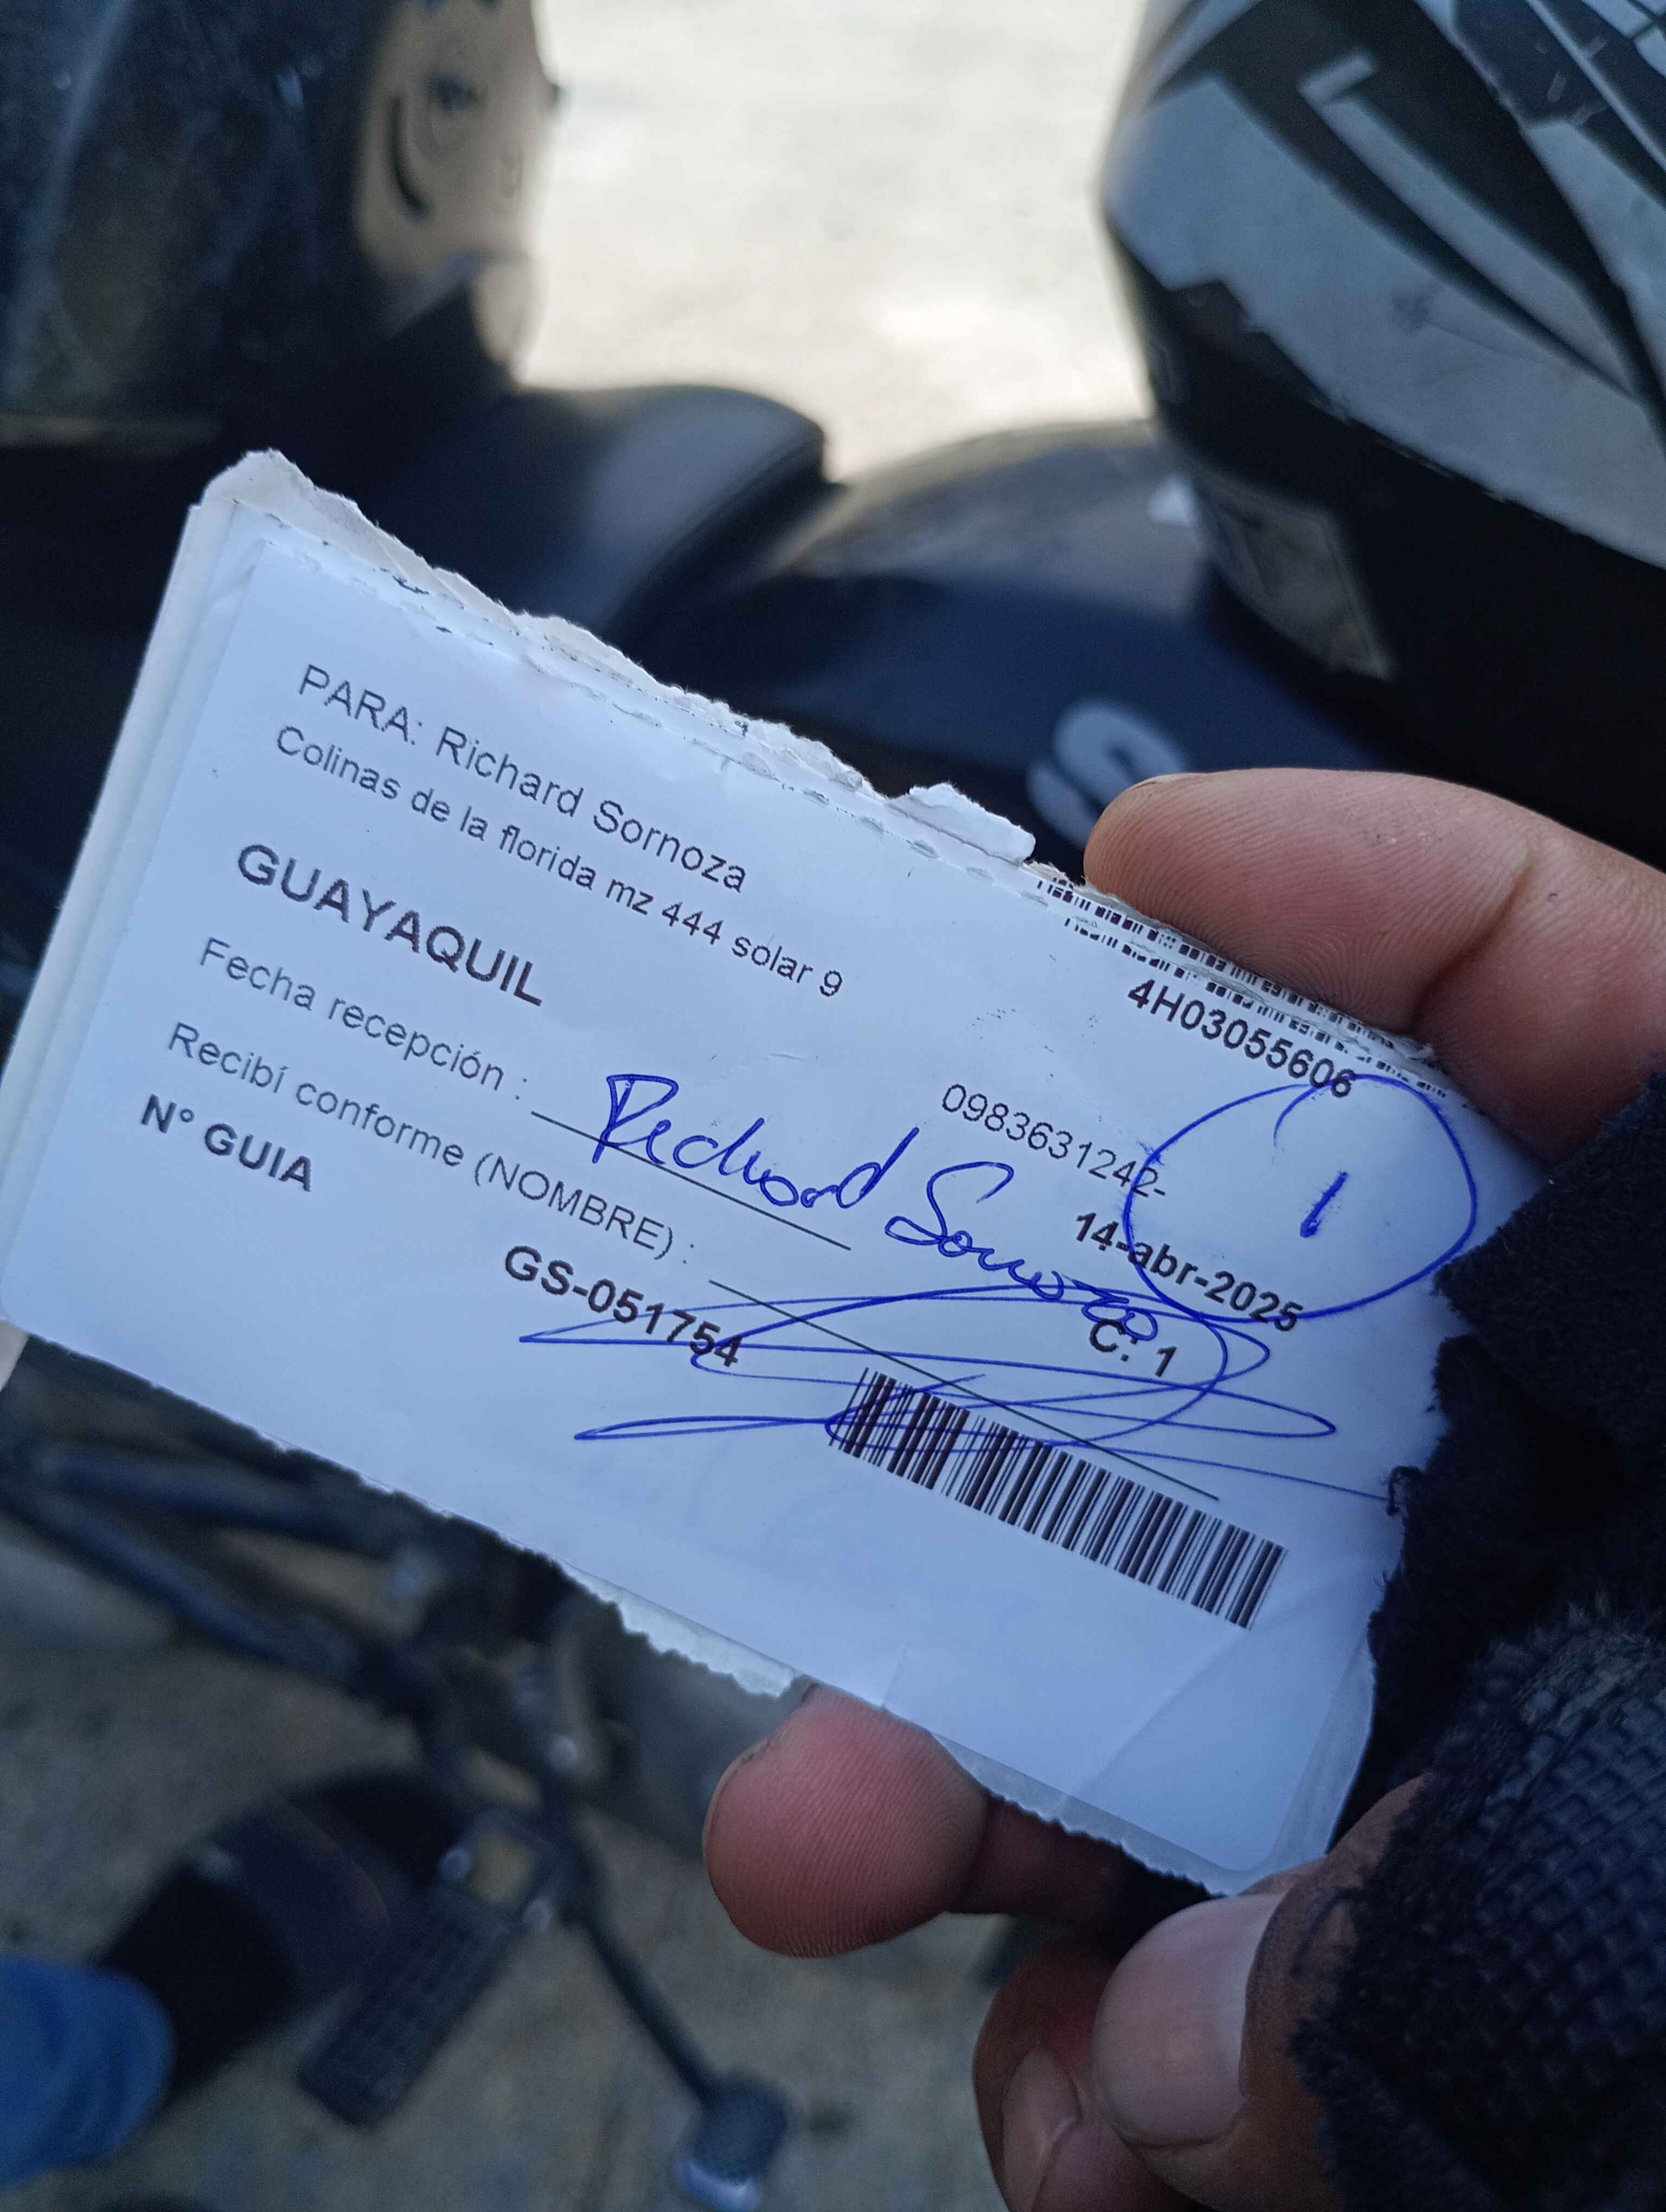 PARA: Richard Sornoza
Colinas de la florida mz 444 solar 9
4H03055606
GUAYAQUIL
0983631242-
1
Fecha recepción :
Richard Sornoza
14-abr-2025
Recibí conforme (NOMBRE) :
C: 1
N° GUIA
GS-051754